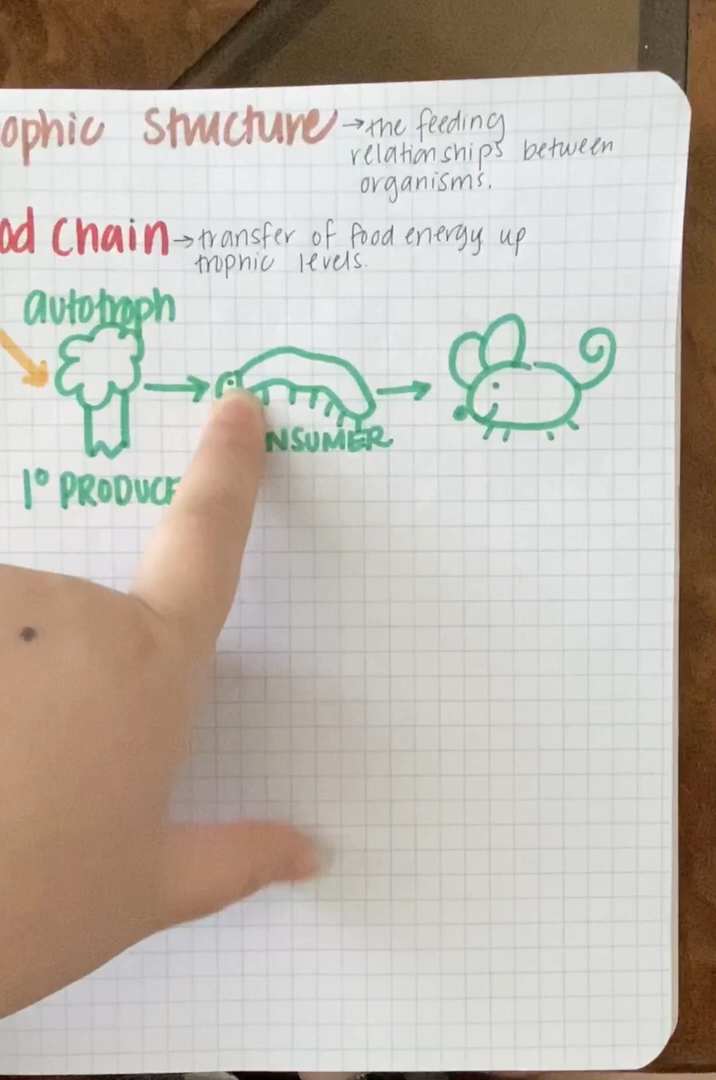 ophic structure → the feeding
relationships between
organisms.
od chain → transfer of food energy up
trophic levels.
autotroph
NSUMER
1° PRODUCE